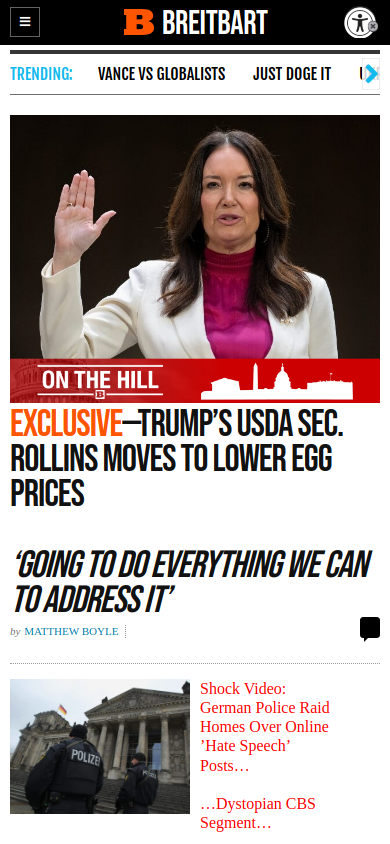 BREITBART
TRENDING:
VANCE VS GLOBALISTS
JUST DOGE IT
ON THE HILL
EXCLUSIVE—TRUMP’S USDA SEC.
ROLLINS MOVES TO LOWER EGG
PRICES
‘GOING TO DO EVERYTHING WE CAN
TO ADDRESS IT’
by MATTHEW BOYLE
POLIZEI
Shock Video:
German Police Raid
Homes Over Online
’Hate Speech’
Posts…
…Dystopian CBS
Segment…